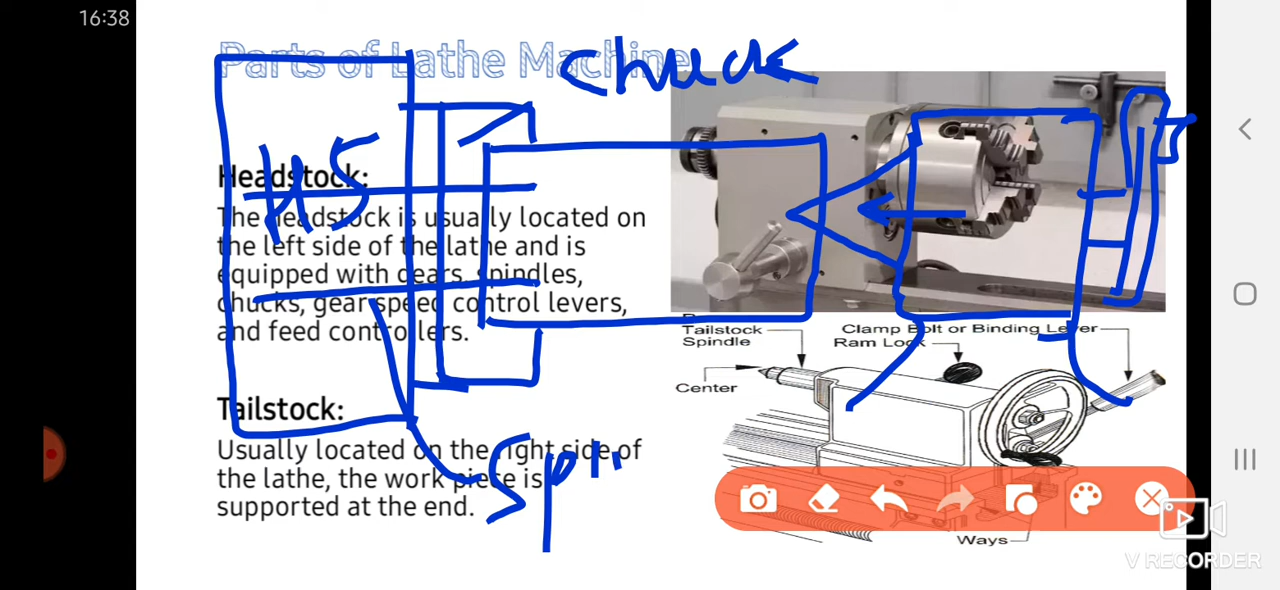 16:38
Parts of Lathe Machine
chuck
HS
Headstock:
The headstock is usually located on
the left side of the lathe and is
equipped with gears, spindles,
chucks, gear speed control levers,
and feed controllers.
Tailstock
Spindle
Clamp Bolt or Binding Lever
Ram Lock
Center
Tailstock:
Usually located on the right side of
the lathe, the work piece is
supported at the end.
Ways
V RECORDER